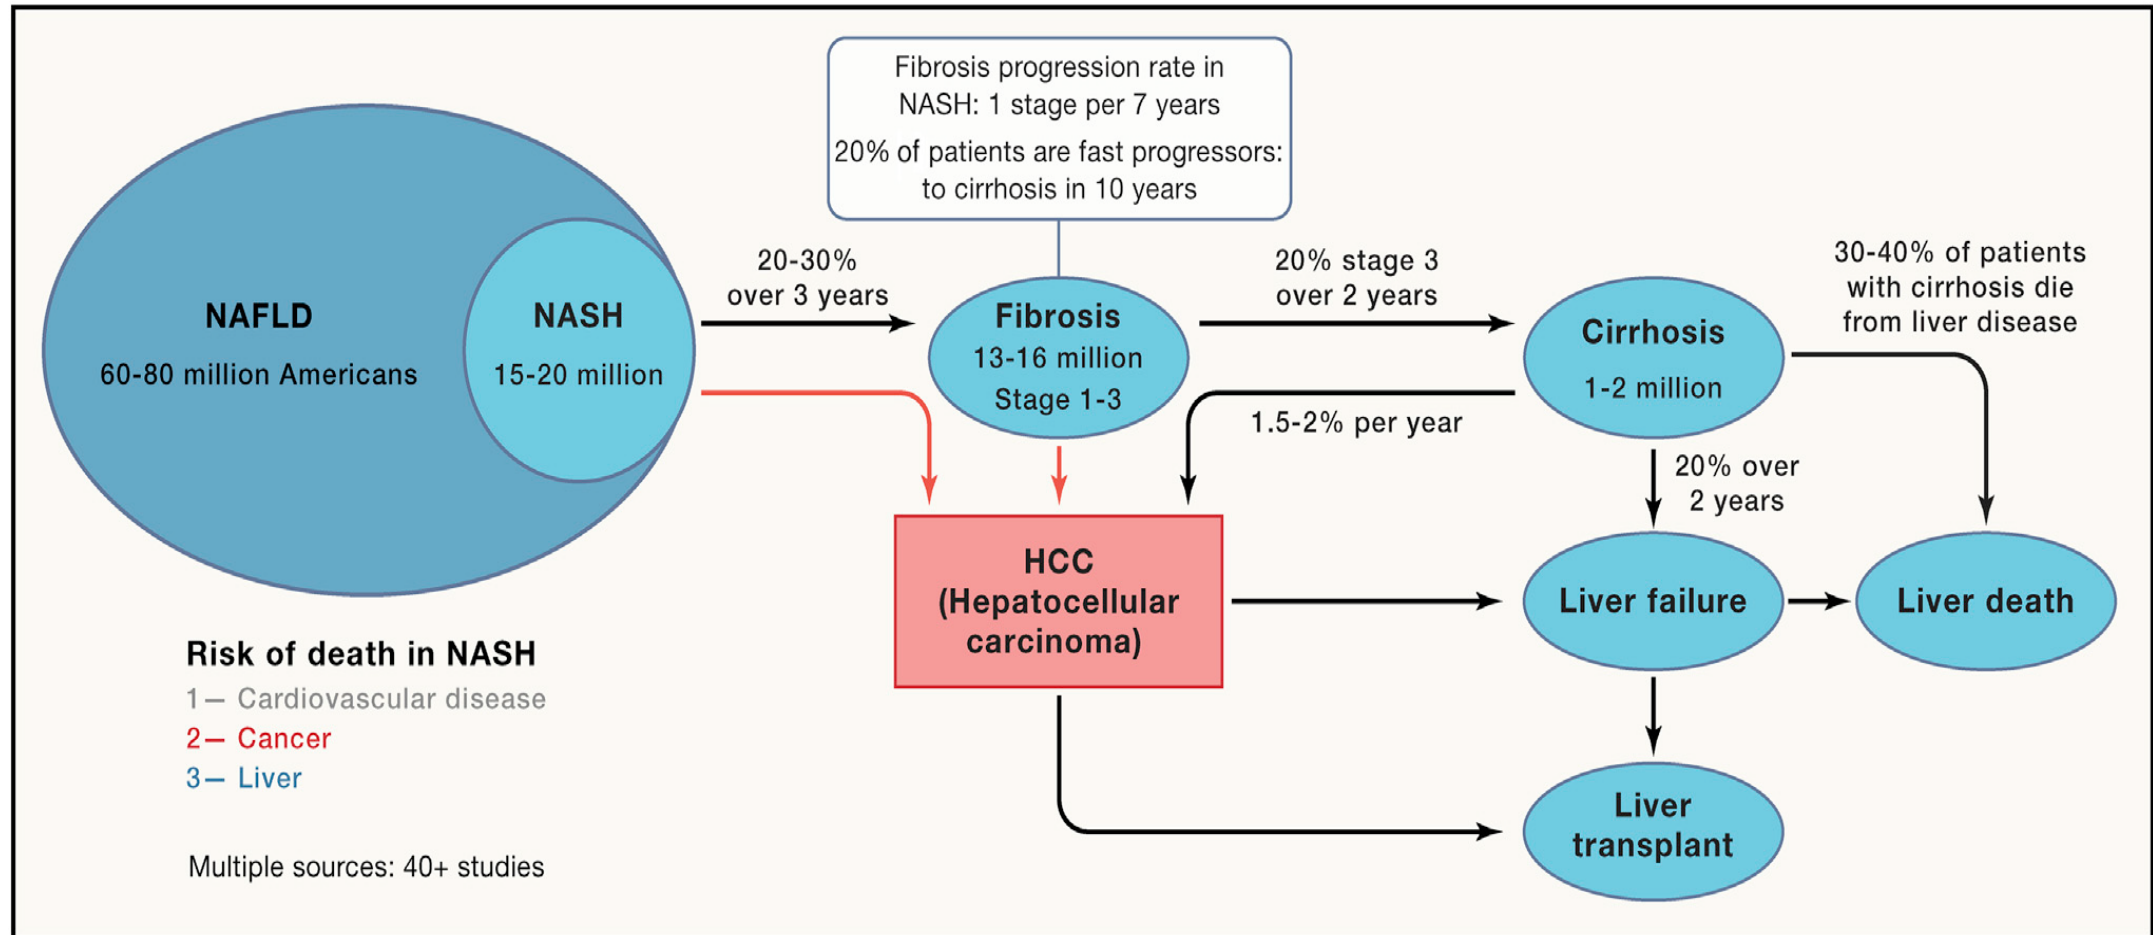 Fibrosis progression rate in
NASH: 1 stage per 7 years
20% of patients are fast progressors:
to cirrhosis in 10 years
NAFLD
60-80 million Americans
NASH
15-20 million
20-30%
over 3 years
Fibrosis
13-16 million
Stage 1-3
20% stage 3
over 2 years
Cirrhosis
1-2 million
30-40% of patients
with cirrhosis die
from liver disease
1.5-2% per year
20% over
2 years
HCC
(Hepatocellular
carcinoma)
Liver failure
Liver death
Liver
transplant
Risk of death in NASH
1— Cardiovascular disease
2— Cancer
3— Liver
Multiple sources: 40+ studies